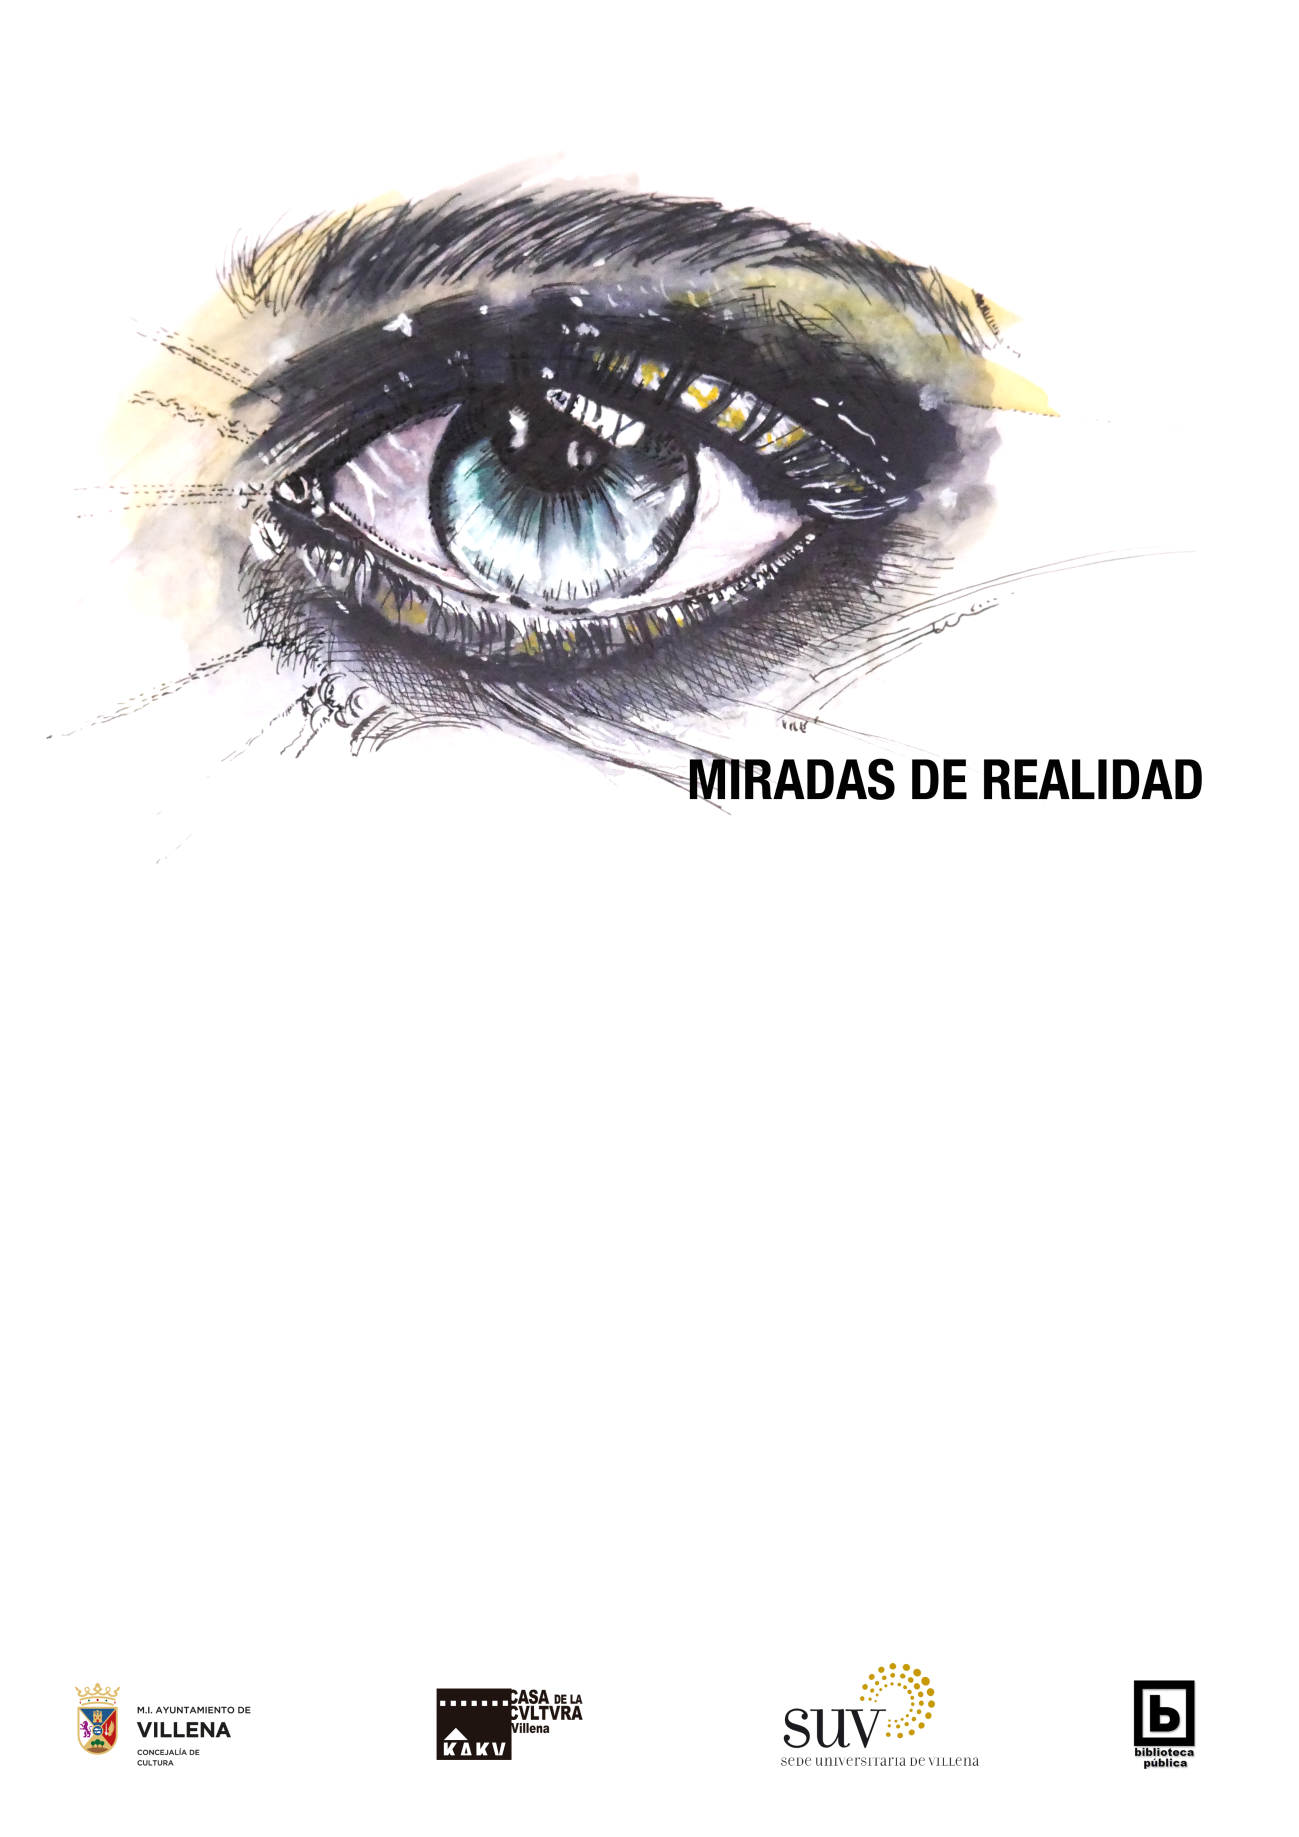 MIRADAS DE REALIDAD
M.I. AYUNTAMIENTO DE
VILLENA
CONCEJALÍA DE
CULTURA
CASA DE LA
CVLTVRA
Villena
KAKV
suv
sede universitaria de villena
b
biblioteca
pública